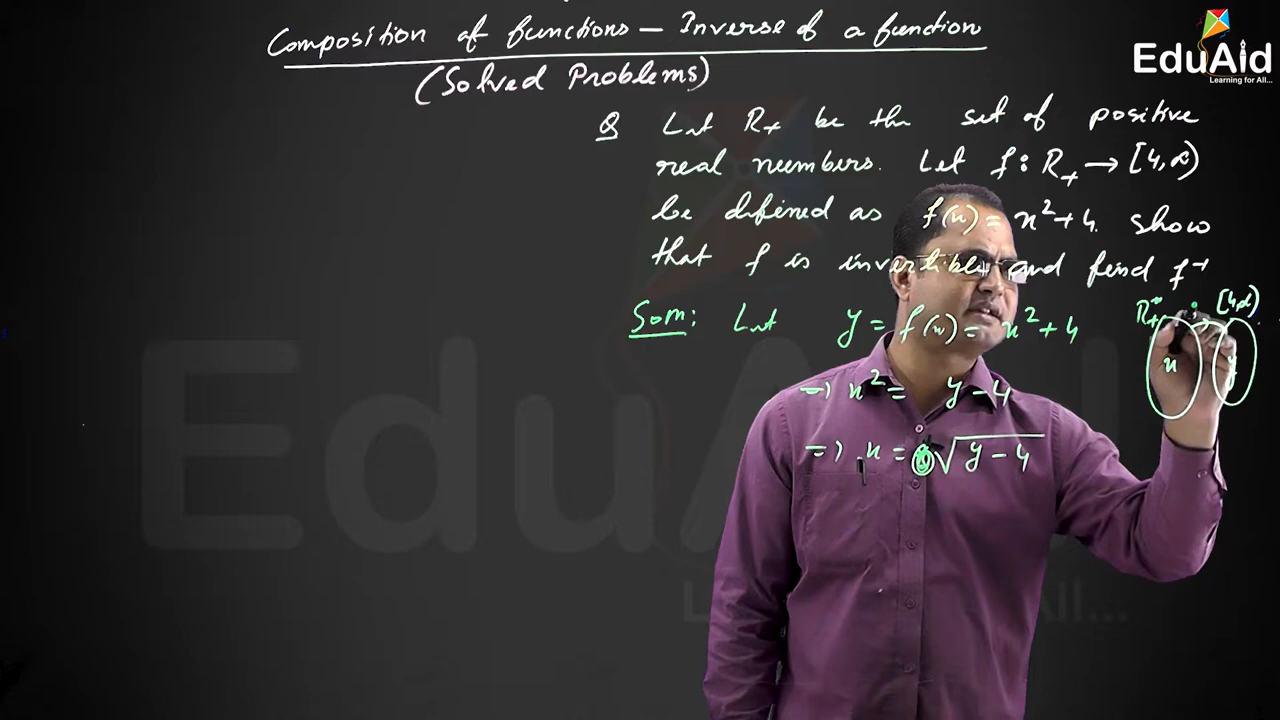 Composition of functions – Inverse of a function
(Solved Problems)
EduAid
Learning for All...
Q Let R+ be the set of positive
real numbers. Let f : R+ → [4, ∞)
be defined as f(x) = x² + 4. show
that f is invertible and find f⁻¹
Soln: Let y = f(x) = x² + 4
⇒ x² = y – 4
⇒ x = √(y – 4)
R+ [4, ∞)
x y